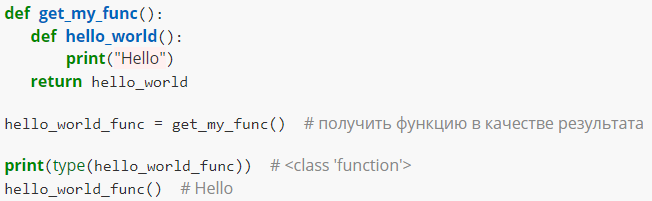 def get_my_func():
    def hello_world():
        print("Hello")
    return hello_world

hello_world_func = get_my_func()  # получить функцию в качестве результата

print(type(hello_world_func))  # <class 'function'>
hello_world_func()  # Hello